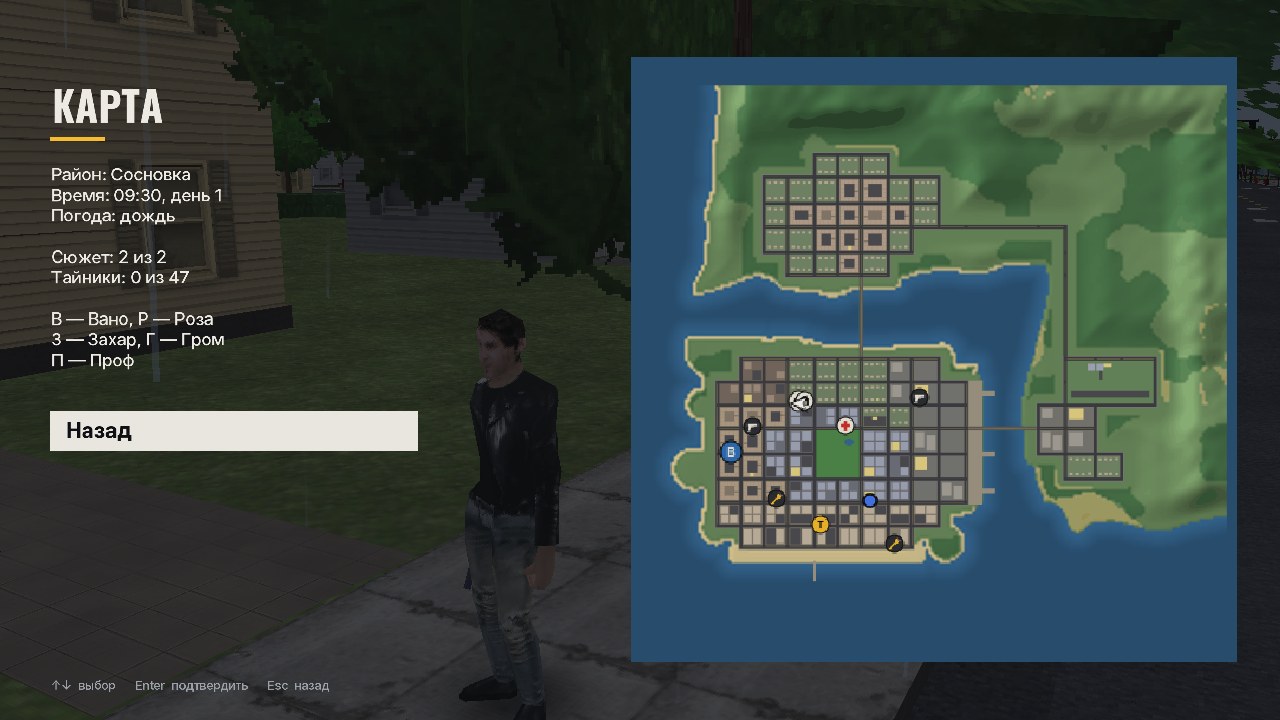 КАРТА
Район: Сосновка
Время: 09:30, день 1
Погода: дождь
Сюжет: 2 из 2
Тайники: 0 из 47
В — Вано, Р — Роза
З — Захар, Г — Гром
П — Проф
Назад
↑↓ выбор Enter подтвердить Esc назад
В
Т